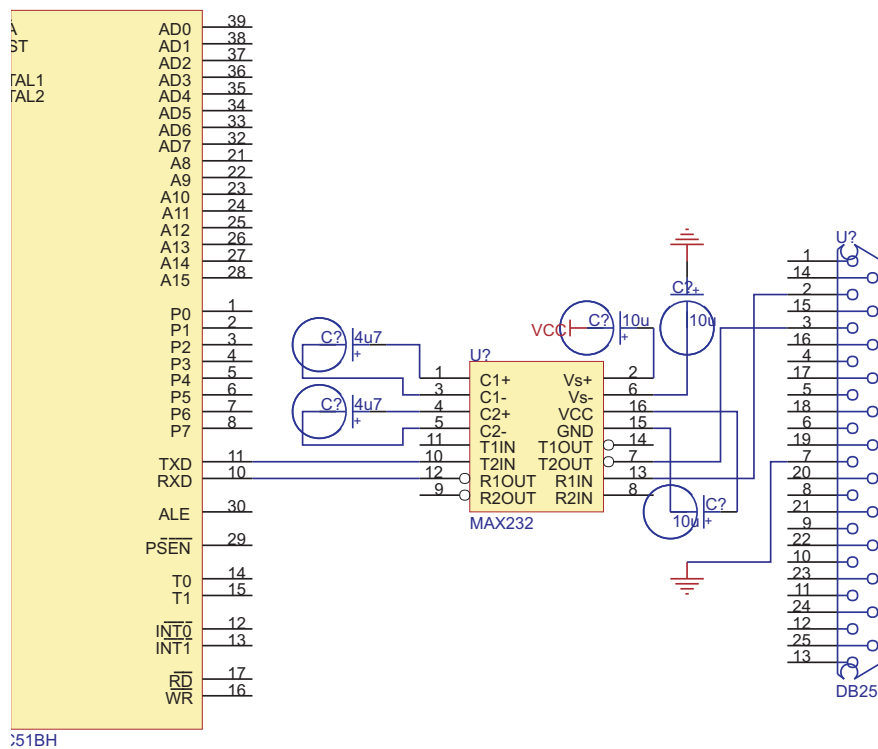 39
AD0
38
A
AD1
ST
37
AD2
36
AD3
TAL1
35
AD4
TAL2
34
AD5
33
AD6
32
AD7
21
A8
22
A9
23
A10
24
A11
25
A12
26
A13
27
A14
28
A15
1
P0
2
P1
3
P2
4
P3
5
P4
6
P5
7
P6
8
P7
11
TXD
10
RXD
30
ALE
29
PSEN
14
T0
15
T1
12
INT0
13
INT1
17
RD
16
WR
C51BH
C? 4u7
+
C? 4u7
+
VCC C? 10u
+
C? +
10u
U?
1 C1+ Vs+ 2
3 C1- Vs- 6
4 C2+ VCC 16
5 C2- GND 15
11 T1IN T1OUT 14
10 T2IN T2OUT 7
12 R1OUT R1IN 13
9 R2OUT R2IN 8
MAX232
C?
10u +
U?
1
14
2
15
3
16
4
17
5
18
6
19
7
20
8
21
9
22
10
23
11
24
12
25
13
DB25